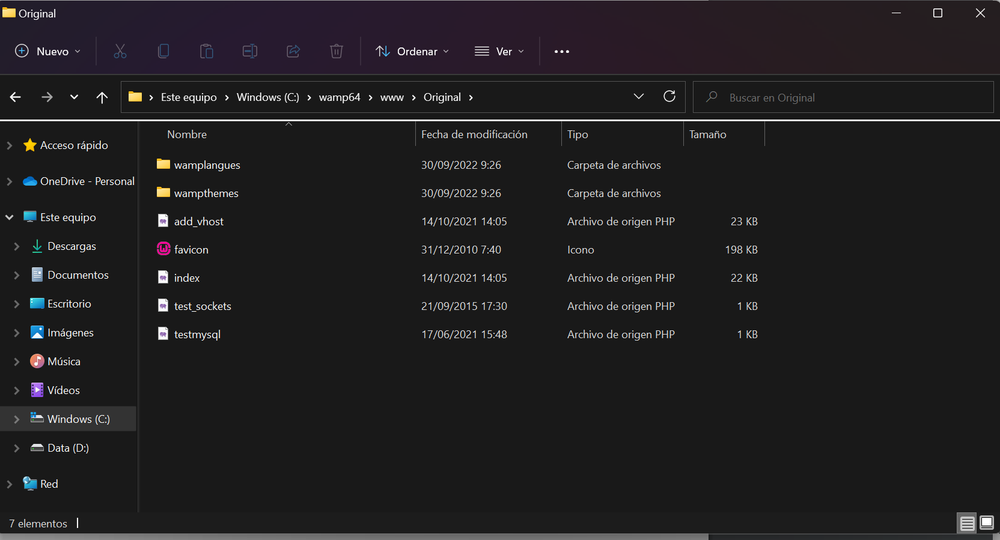 Original
Nuevo
Ordenar
Ver
Este equipo > Windows (C:) > wamp64 > www > Original >
Buscar en Original
Nombre Fecha de modificación Tipo Tamaño
Acceso rápido
OneDrive - Personal
Este equipo
Descargas
Documentos
Escritorio
Imágenes
Música
Vídeos
Windows (C:)
Data (D:)
Red
wamplangues 30/09/2022 9:26 Carpeta de archivos
wampthemes 30/09/2022 9:26 Carpeta de archivos
add_vhost 14/10/2021 14:05 Archivo de origen PHP 23 KB
favicon 31/12/2010 7:40 Icono 198 KB
index 14/10/2021 14:05 Archivo de origen PHP 22 KB
test_sockets 21/09/2015 17:30 Archivo de origen PHP 1 KB
testmysql 17/06/2021 15:48 Archivo de origen PHP 1 KB
7 elementos